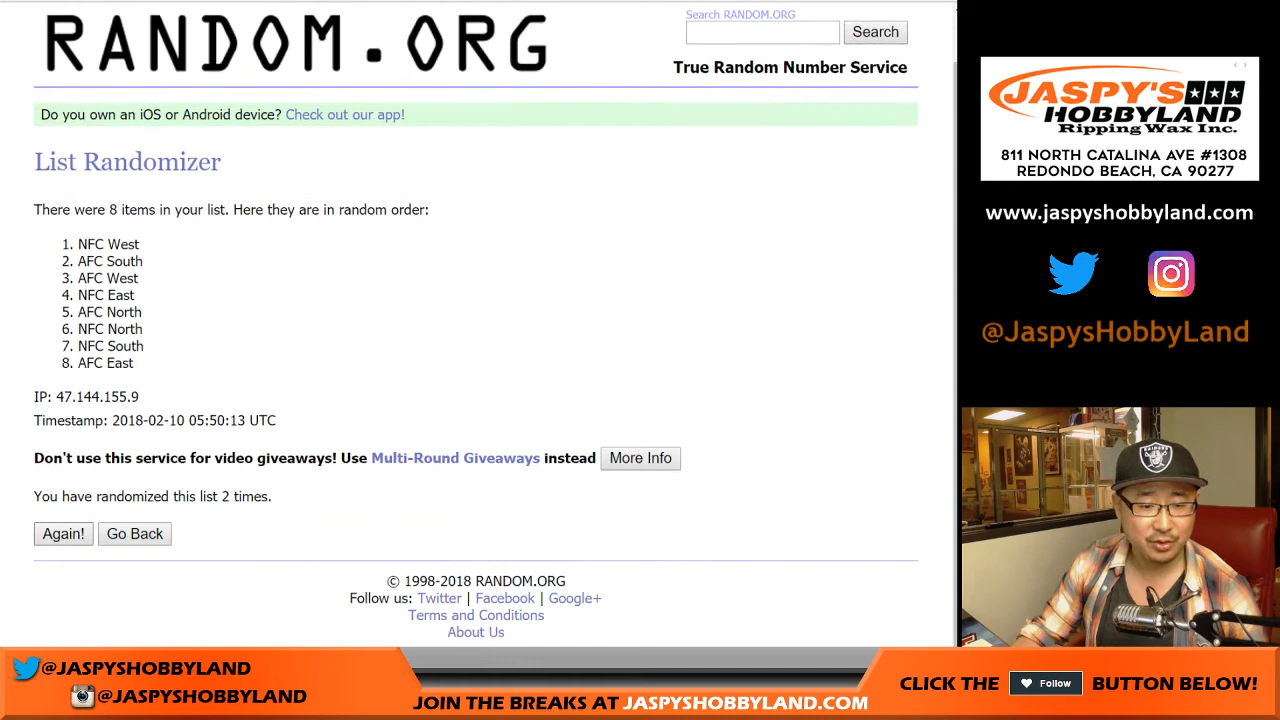 RANDOM.ORG
Search RANDOM.ORG
Search
True Random Number Service
Do you own an iOS or Android device? Check out our app!
List Randomizer
There were 8 items in your list. Here they are in random order:
1. NFC West
2. AFC South
3. AFC West
4. NFC East
5. AFC North
6. NFC North
7. NFC South
8. AFC East
IP: 47.144.155.9
Timestamp: 2018-02-10 05:50:13 UTC
Don't use this service for video giveaways! Use Multi-Round Giveaways instead More Info
You have randomized this list 2 times.
Again! Go Back
© 1998-2018 RANDOM.ORG
Follow us: Twitter | Facebook | Google+
Terms and Conditions
About Us
JASPY'S
HOBBYLAND
Ripping Wax Inc.
811 NORTH CATALINA AVE #1308
REDONDO BEACH, CA 90277
www.jaspyshobbyland.com
@JaspysHobbyLand
RAIDERS
@JASPYSHOBBYLAND
@JASPYSHOBBYLAND
JOIN THE BREAKS AT JASPYSHOBBYLAND.COM
CLICK THE Follow BUTTON BELOW!